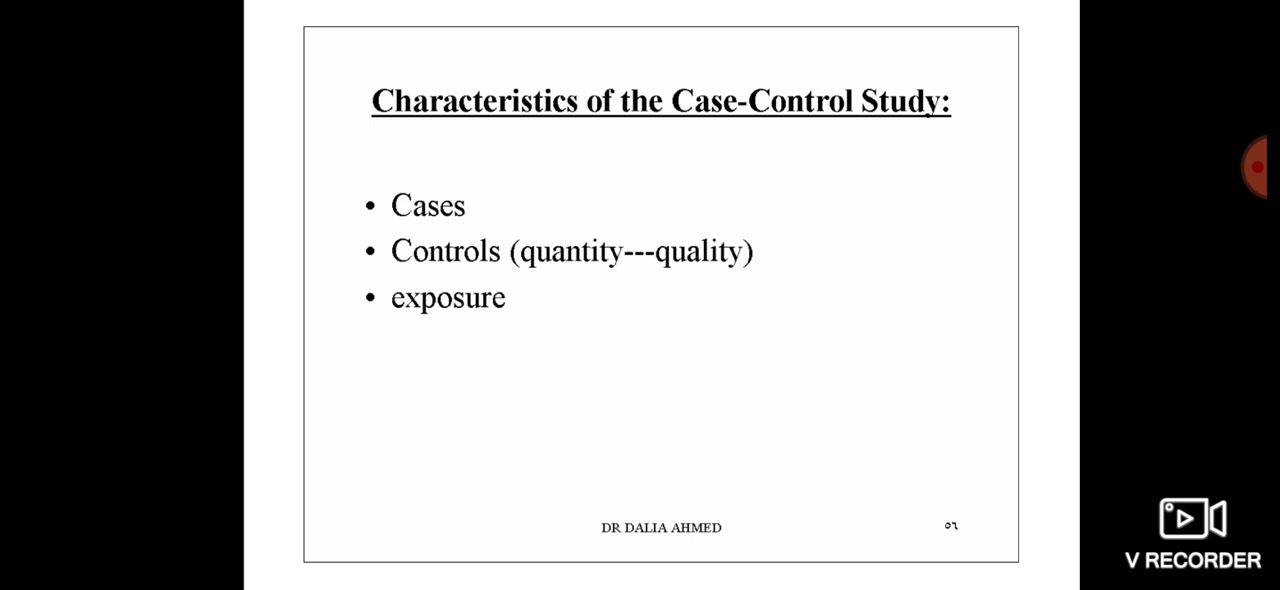 Characteristics of the Case-Control Study:
• Cases
• Controls (quantity---quality)
• exposure
DR DALIA AHMED
٥٦
V RECORDER